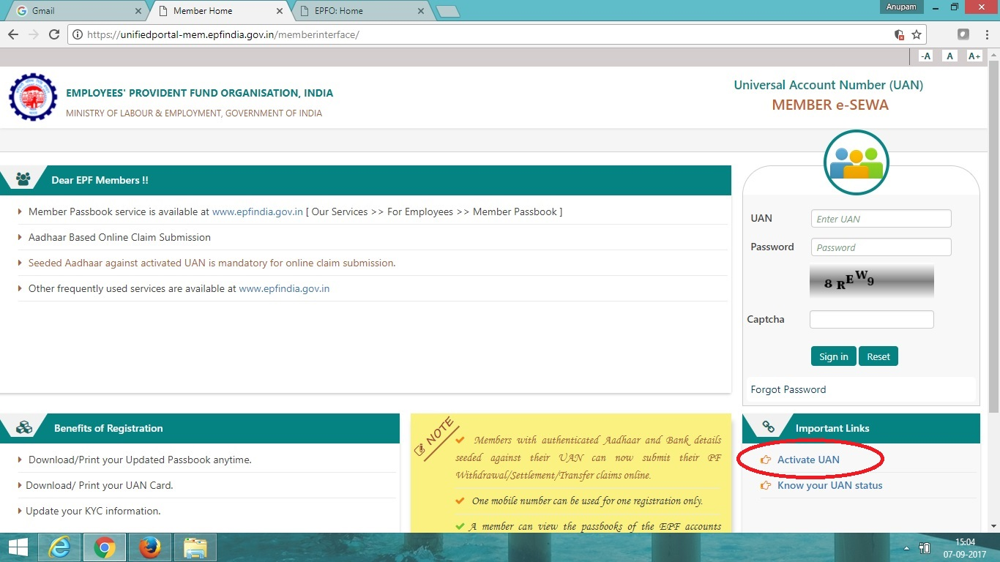 Gmail
Member Home
EPFO: Home
Anupam
https://unifiedportal-mem.epfindia.gov.in/memberinterface/
-A A A+
EMPLOYEES' PROVIDENT FUND ORGANISATION, INDIA
MINISTRY OF LABOUR & EMPLOYMENT, GOVERNMENT OF INDIA
Universal Account Number (UAN)
MEMBER e-SEWA
Dear EPF Members !!
Member Passbook service is available at www.epfindia.gov.in [ Our Services >> For Employees >> Member Passbook ]
Aadhaar Based Online Claim Submission
Seeded Aadhaar against activated UAN is mandatory for online claim submission.
Other frequently used services are available at www.epfindia.gov.in
UAN
Enter UAN
Password
Password
8 R E W 9
Captcha
Sign in
Reset
Forgot Password
Benefits of Registration
Download/Print your Updated Passbook anytime.
Download/ Print your UAN Card.
Update your KYC information.
NOTE
Members with authenticated Aadhaar and Bank details
seeded against their UAN can now submit their PF
Withdrawal/Settlement/Transfer claims online.
One mobile number can be used for one registration only.
A member can view the passbooks of the EPF accounts
Important Links
Activate UAN
Know your UAN status
15:04
07-09-2017